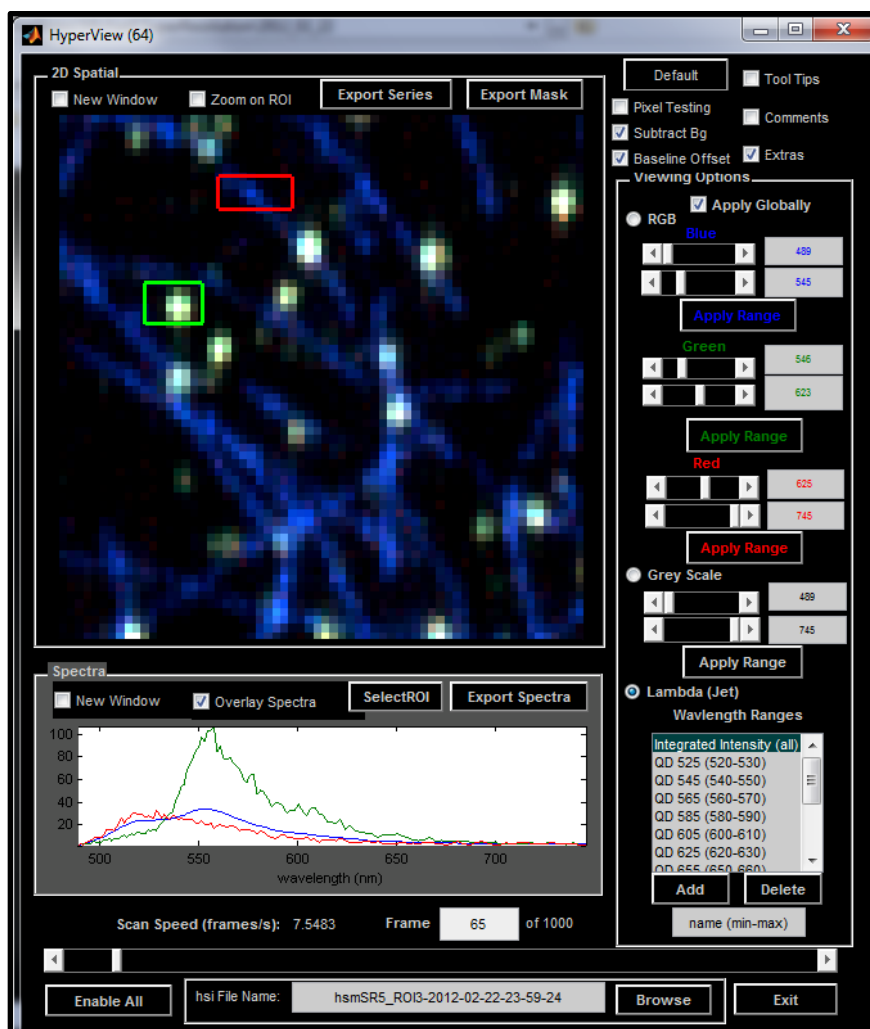 HyperView (64)
2D Spatial
New Window
Zoom on ROI
Export Series
Export Mask
Default
Tool Tips
Pixel Testing
Comments
Subtract Bg
Baseline Offset
Extras
Viewing Options
Apply Globally
RGB
Blue
489
545
Apply Range
Green
546
623
Apply Range
Red
625
745
Apply Range
Grey Scale
489
745
Apply Range
Lambda (Jet)
Wavlength Ranges
Integrated Intensity (all)
QD 525 (520-530)
QD 545 (540-550)
QD 565 (560-570)
QD 585 (580-590)
QD 605 (600-610)
QD 625 (620-630)
QD 655 (650-660)
Add
Delete
name (min-max)
Spectra
New Window
Overlay Spectra
SelectROI
Export Spectra
100
80
60
40
20
500
550
600
650
700
wavelength (nm)
Scan Speed (frames/s): 7.5483
Frame 65 of 1000
Enable All
hsi File Name:
hsmSR5_ROI3-2012-02-22-23-59-24
Browse
Exit